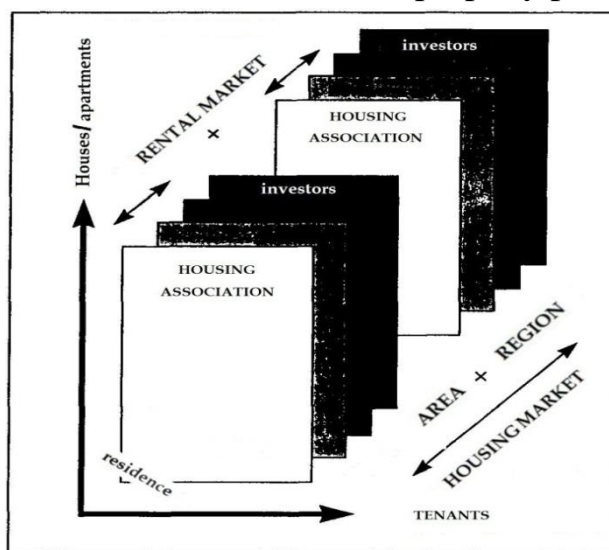 investors
HOUSING
ASSOCIATION
RENTAL MARKET
×
Houses/ apartments
investors
HOUSING
ASSOCIATION
AREA × REGION
HOUSING MARKET
residence
TENANTS